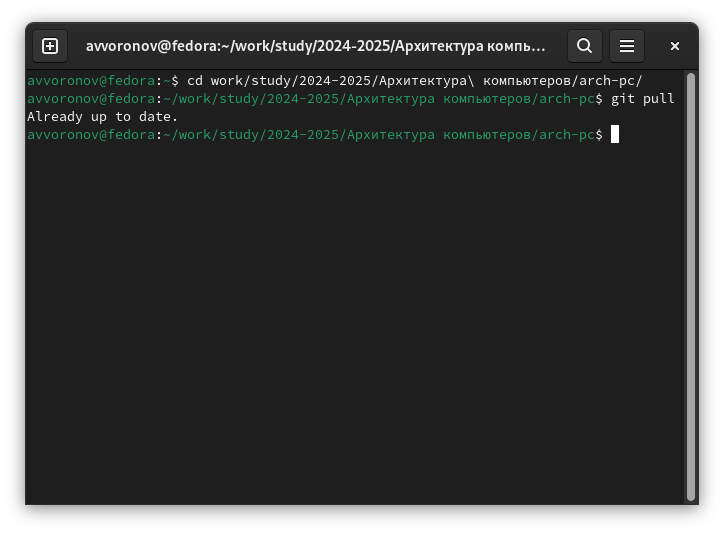 avvoronov@fedora:~/work/study/2024-2025/Архитектура компь...
avvoronov@fedora:~$ cd work/study/2024-2025/Архитектура\ компьютеров/arch-pc/
avvoronov@fedora:~/work/study/2024-2025/Архитектура компьютеров/arch-pc$ git pull
Already up to date.
avvoronov@fedora:~/work/study/2024-2025/Архитектура компьютеров/arch-pc$